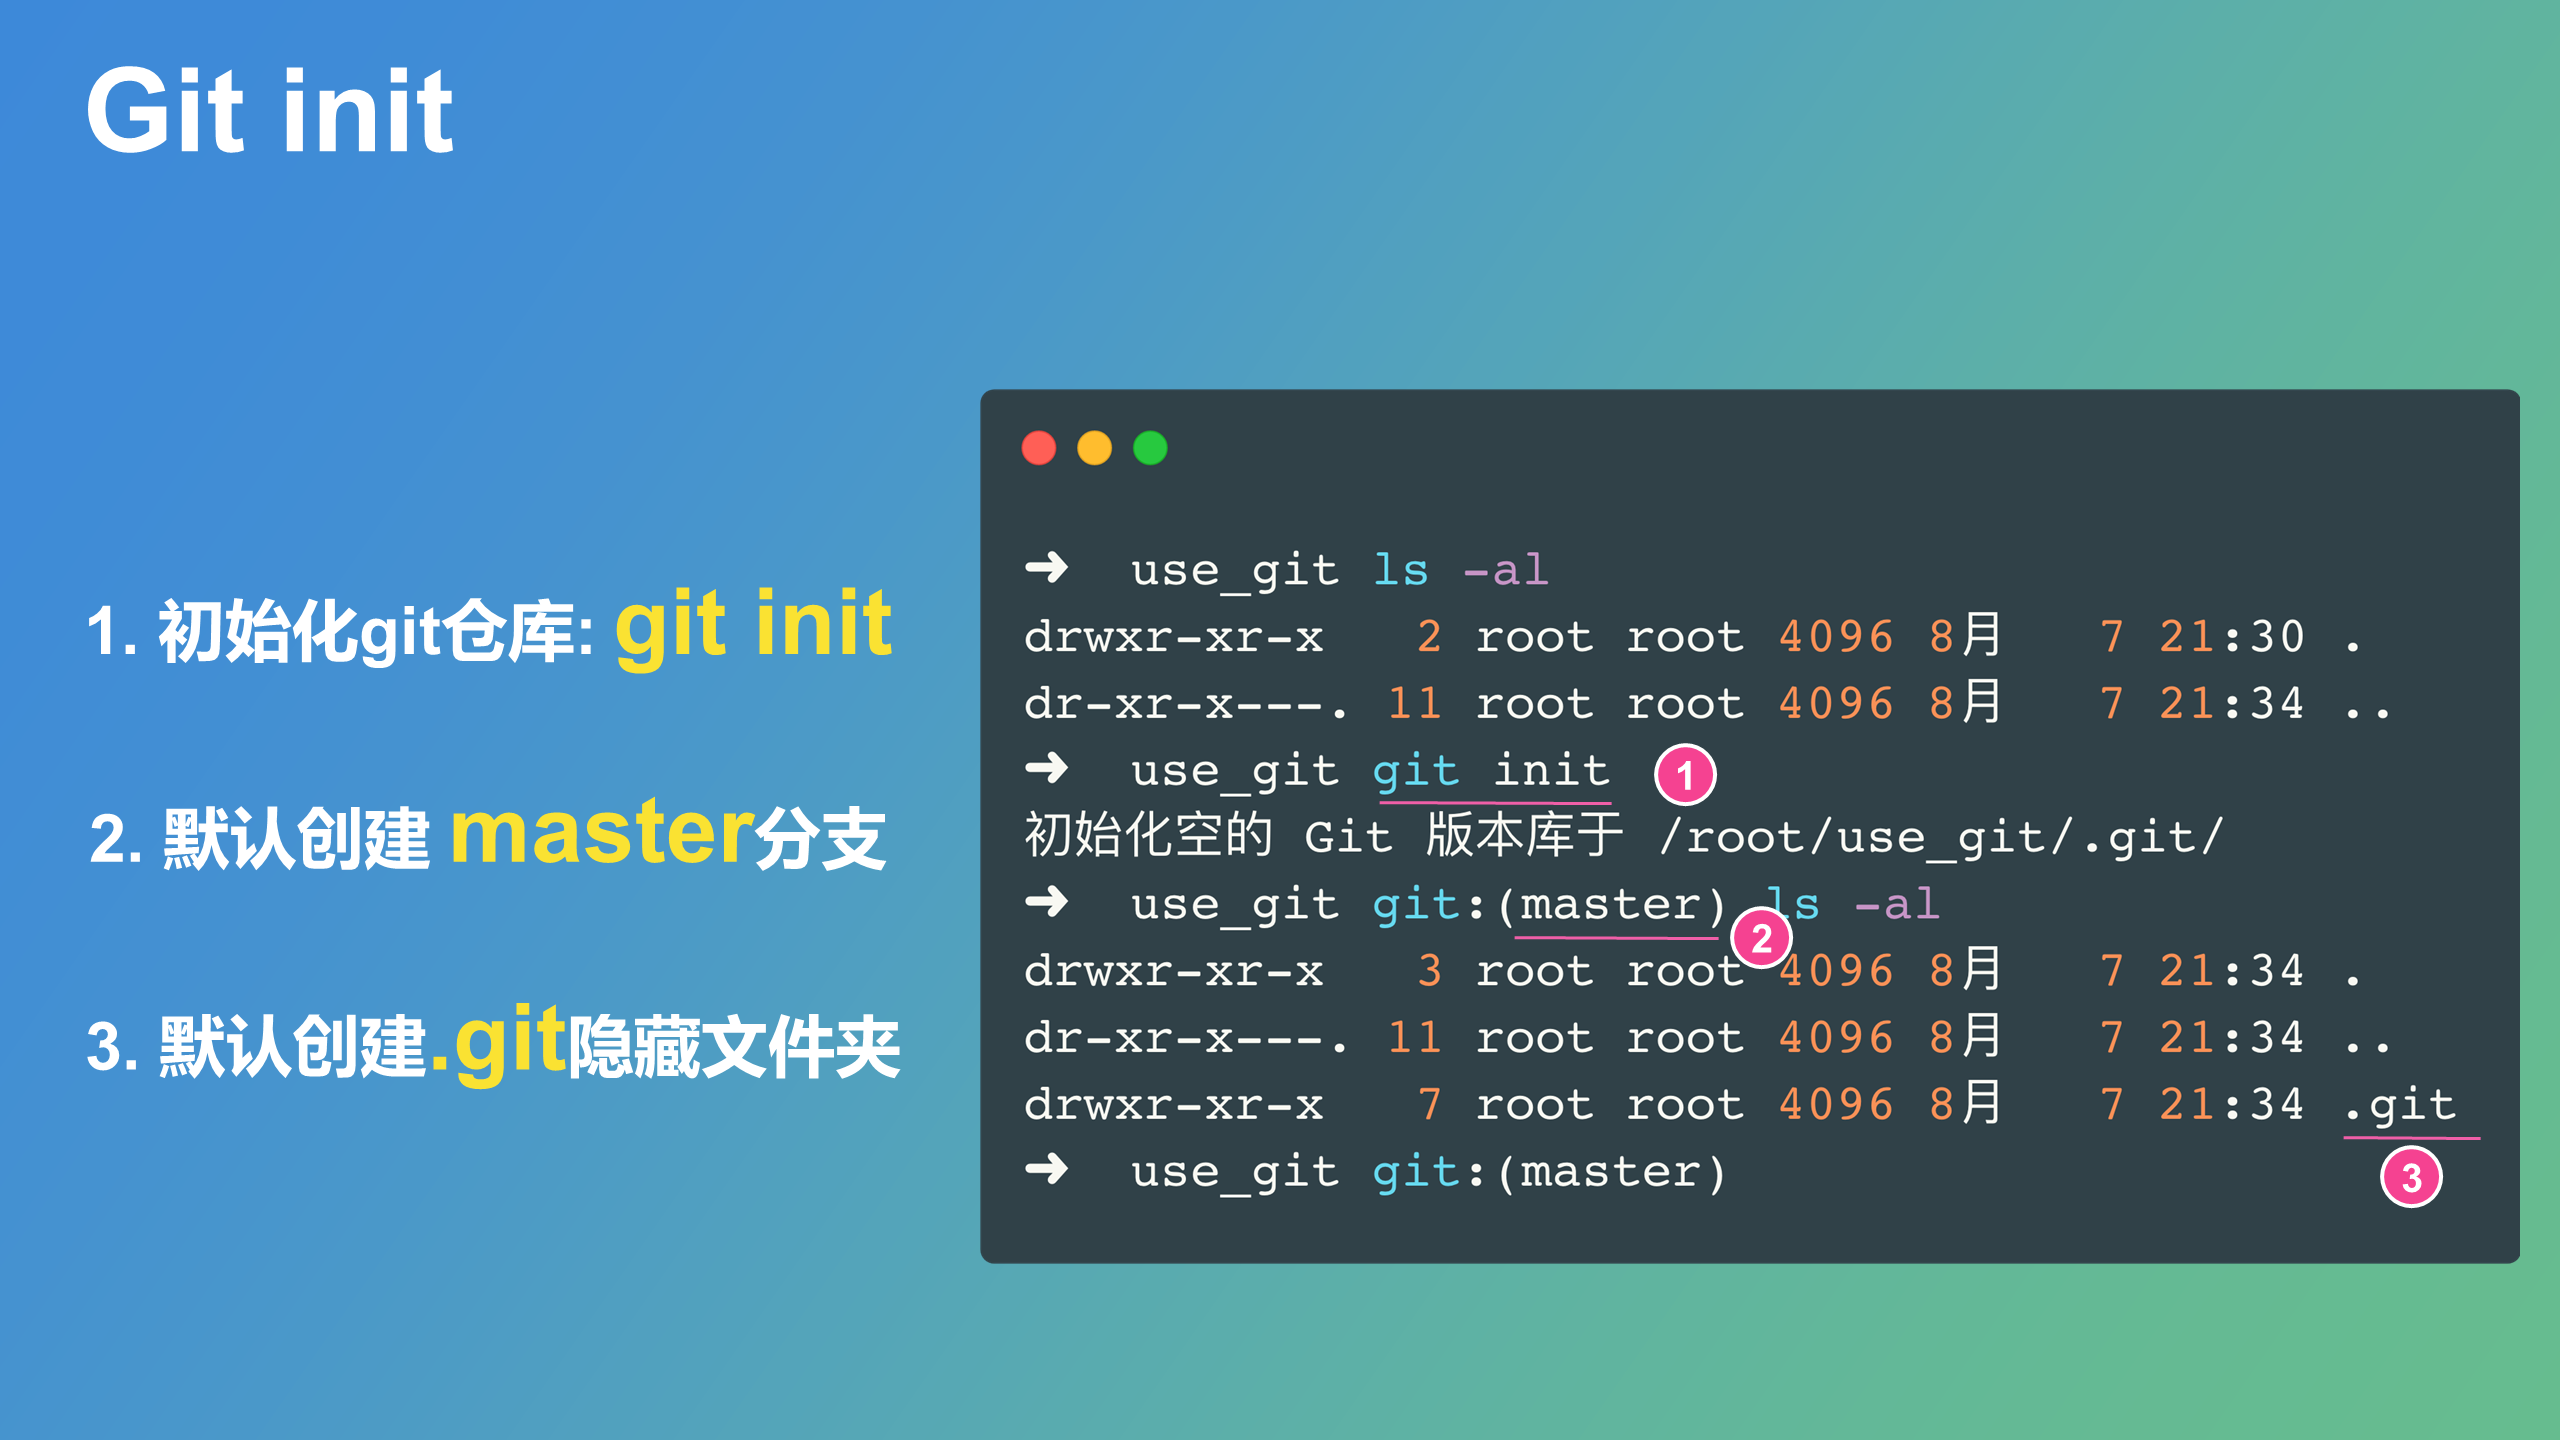 Git init
1. 初始化git仓库: git init
2. 默认创建 master分支
3. 默认创建.git隐藏文件夹
➜  use_git ls -al
drwxr-xr-x   2 root root 4096 8月   7 21:30 .
dr-xr-x---. 11 root root 4096 8月   7 21:34 ..
➜  use_git git init 1
初始化空的 Git 版本库于 /root/use_git/.git/
➜  use_git git:(master) ls -al
2
drwxr-xr-x   3 root root 4096 8月   7 21:34 .
dr-xr-x---. 11 root root 4096 8月   7 21:34 ..
drwxr-xr-x   7 root root 4096 8月   7 21:34 .git
➜  use_git git:(master)
3